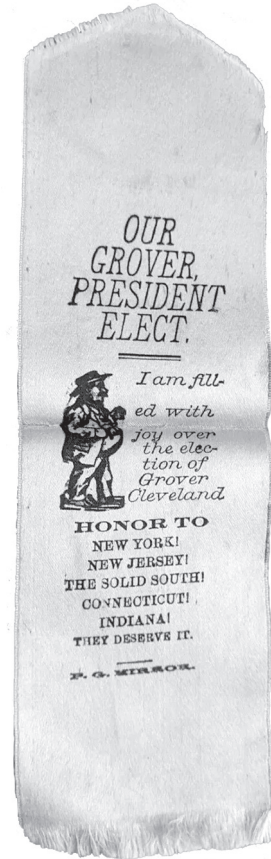 OUR
GROVER,
PRESIDENT
ELECT.
I am fill-
ed with
joy over
the elec-
tion of
Grover
Cleveland
HONOR TO
NEW YORK!
NEW JERSEY!
THE SOLID SOUTH!
CONNECTICUT!
INDIANA!
THEY DESERVE IT.
P. G. MIRROR.